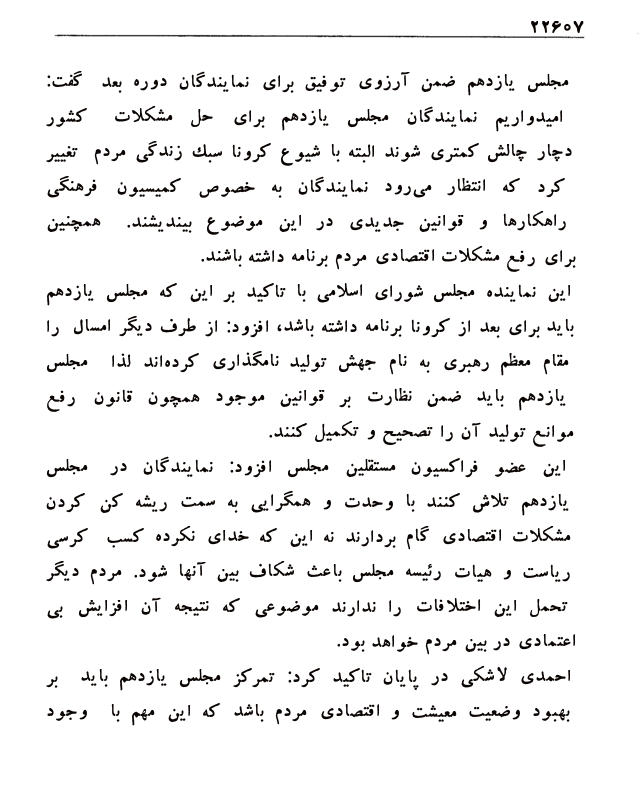 ۲۲۶۰۷
مجلس یازدهم ضمن آرزوی توفیق برای نمایندگان دوره بعد گفت:
امیدواریم نمایندگان مجلس یازدهم برای حل مشکلات کشور
دچار چالش کمتری شوند البته با شیوع کرونا سبك زندگی مردم تغییر
کرد که انتظار می‌رود نمایندگان به خصوص کمیسیون فرهنگی
راهکارها و قوانین جدیدی در این موضوع بیندیشند. همچنین
برای رفع مشکلات اقتصادی مردم برنامه داشته باشند.
این نماینده مجلس شورای اسلامی با تاکید بر این که مجلس یازدهم
باید برای بعد از کرونا برنامه داشته باشد، افزود: از طرف دیگر امسال را
مقام معظم رهبری به نام جهش تولید نامگذاری کرده‌اند لذا مجلس
یازدهم باید ضمن نظارت بر قوانین موجود همچون قانون رفع
موانع تولید آن را تصحیح و تکمیل کنند.
این عضو فراکسیون مستقلین مجلس افزود: نمایندگان در مجلس
یازدهم تلاش کنند با وحدت و همگرایی به سمت ریشه کن کردن
مشکلات اقتصادی گام بردارند نه این که خدای نکرده کسب کرسی
ریاست و هیات رئیسه مجلس باعث شکاف بین آنها شود. مردم دیگر
تحمل این اختلافات را ندارند موضوعی که نتیجه آن افزایش بی
اعتمادی در بین مردم خواهد بود.
احمدی لاشکی در پایان تاکید کرد: تمرکز مجلس یازدهم باید بر
بهبود وضعیت معیشت و اقتصادی مردم باشد که این مهم با وجود